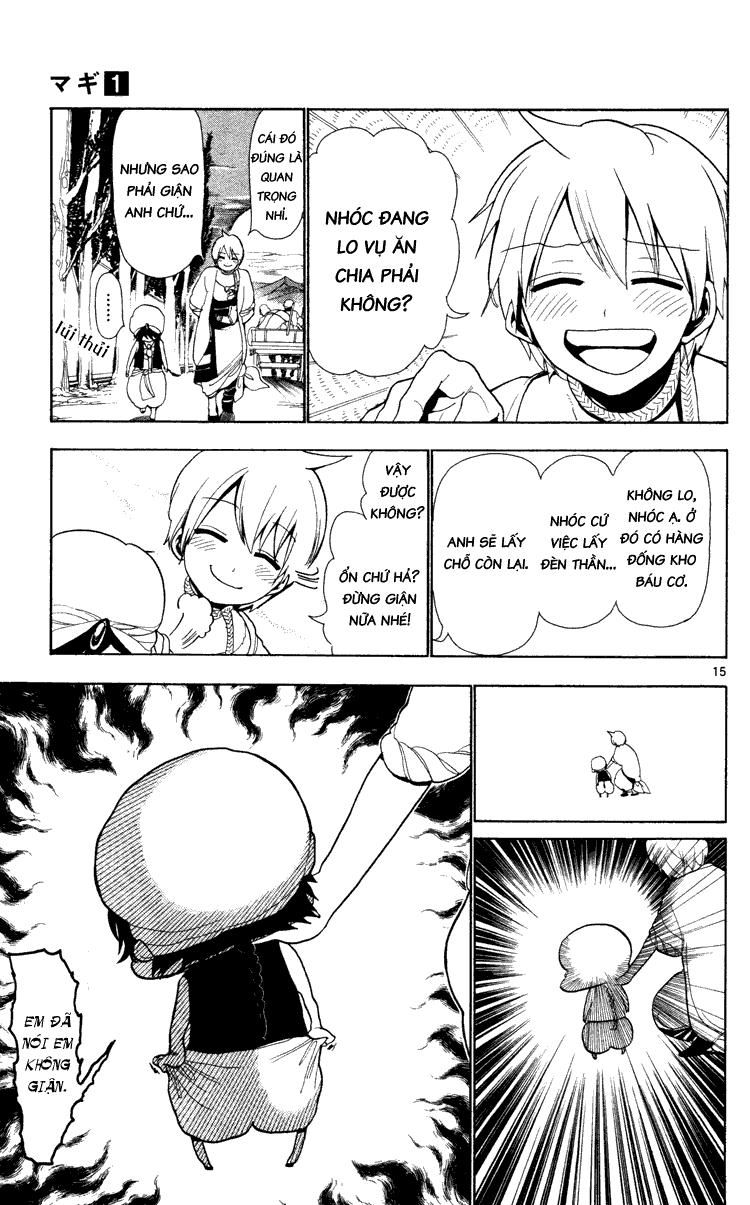 マギ1
NHÓC ĐANG
LO VỤ ĂN
CHIA PHẢI
KHÔNG?
CÁI ĐÓ
ĐÚNG LÀ
QUAN
TRỌNG
NHỈ.
NHƯNG SAO
PHẢI GIẬN
ANH CHỨ...
......
lủi thủi
KHÔNG LO,
NHÓC Ạ. Ở
ĐÓ CÓ HÀNG
ĐỐNG KHO
BÁU CƠ.
NHÓC CỨ
VIỆC LẤY
ĐÈN THẦN...
ANH SẼ LẤY
CHỖ CÒN LẠI.
VẬY
ĐƯỢC
KHÔNG?
ỔN CHỨ HẢ?
ĐỪNG GIẬN
NỮA NHÉ!
15
EM ĐÃ
NÓI EM
KHÔNG
GIẬN.